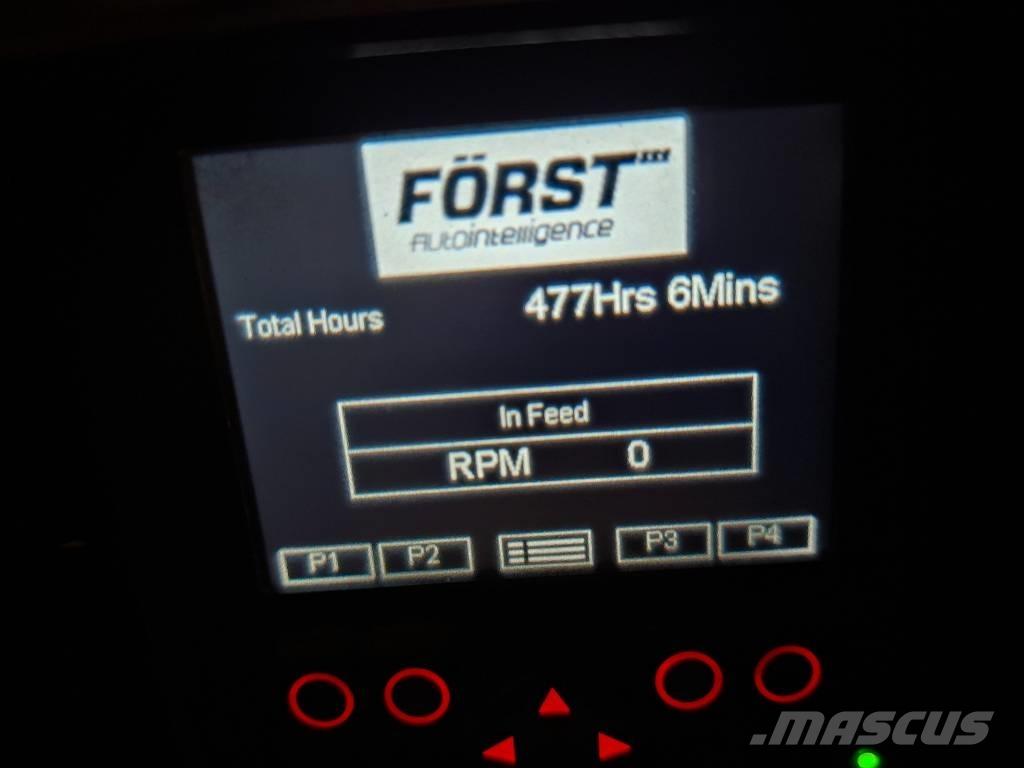 FÖRST
Autointelligence
Total Hours 477Hrs 6Mins
In Feed
RPM 0
P1 P2 P3 P4
.MASCUS